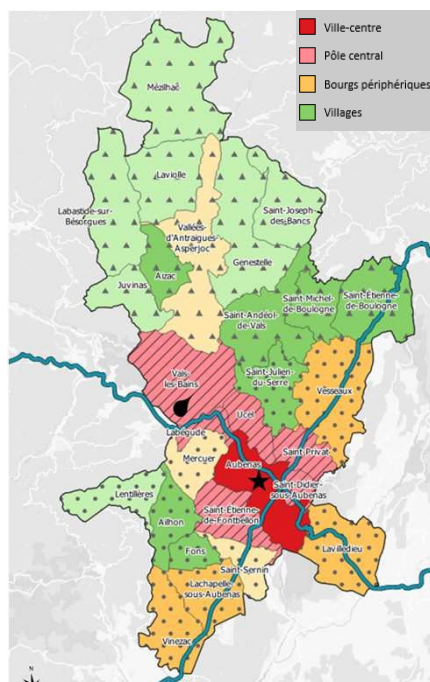 Ville-centre
Pôle central
Bourgs périphériques
Villages
Mézilhac
Laviolle
Labastide-sur-
Bésorgues
Vallées-
d'Antraigues-
Asperjoc
Saint-Joseph-
des-Bancs
Genestelle
Aizac
Juvinas
Saint-Andéol-
de-Vals
Saint-Michel-
de-Boulogne
Saint-Étienne-
de-Boulogne
Vals-
les-Bains
Saint-Julien-
du-Serre
Vesseaux
Ucel
Labégude
Mercuer
Aubenas
Saint-Privat
Saint-Didier-
sous-Aubenas
Lentillères
Ailhon
Saint-Étienne-
de-Fontbellon
Lavilledieu
Fons
Saint-Sernin
Lachapelle-
sous-Aubenas
Vinezac
N